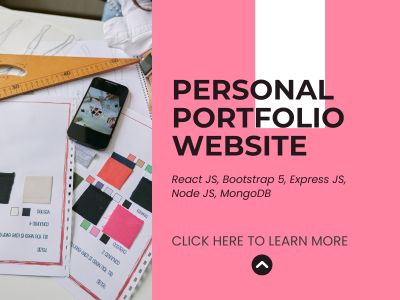 PERSONAL
PORTFOLIO
WEBSITE
React JS, Bootstrap 5, Express JS,
Node JS, MongoDB
CLICK HERE TO LEARN MORE